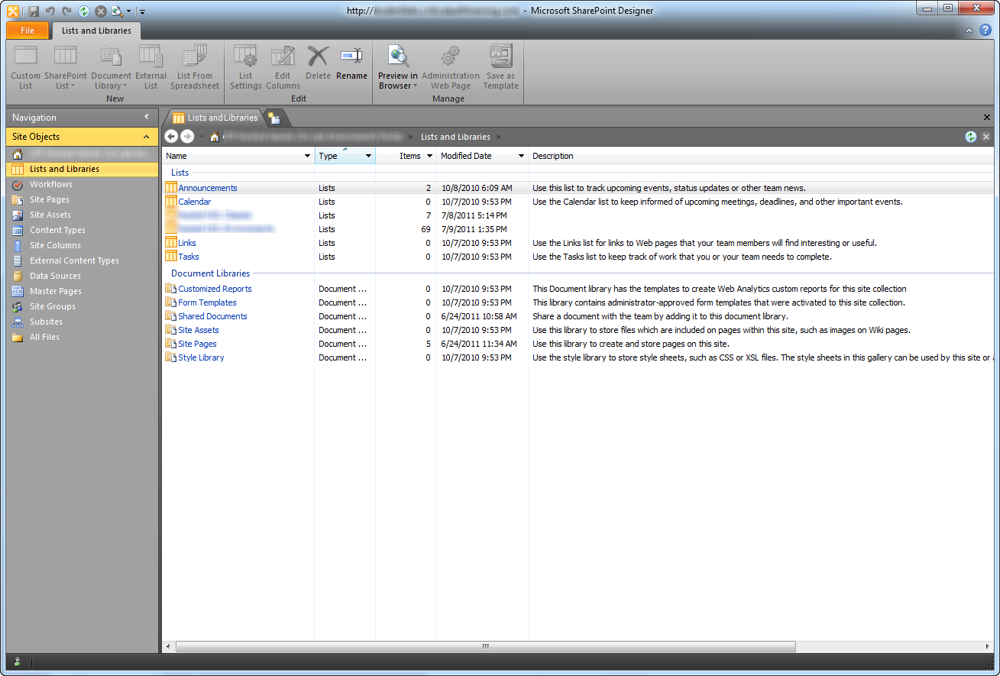 http:// - Microsoft SharePoint Designer
File Lists and Libraries
Custom List SharePoint List Document Library External List List From Spreadsheet
New
List Settings Edit Columns Delete Rename
Edit
Preview in Browser Administration Web Page Save as Template
Manage
Navigation
Site Objects
Lists and Libraries
Workflows
Site Pages
Site Assets
Content Types
Site Columns
External Content Types
Data Sources
Master Pages
Site Groups
Subsites
All Files
Lists and Libraries
Lists and Libraries
Name Type Items Modified Date Description
Lists
Announcements Lists 2 10/8/2010 6:09 AM Use this list to track upcoming events, status updates or other team news.
Calendar Lists 0 10/7/2010 9:53 PM Use the Calendar list to keep informed of upcoming meetings, deadlines, and other important events.
Lists 7 7/8/2011 5:14 PM
Lists 69 7/9/2011 1:35 PM
Links Lists 0 10/7/2010 9:53 PM Use the Links list for links to Web pages that your team members will find interesting or useful.
Tasks Lists 0 10/7/2010 9:53 PM Use the Tasks list to keep track of work that you or your team needs to complete.
Document Libraries
Customized Reports Document ... 0 10/7/2010 9:53 PM This Document library has the templates to create Web Analytics custom reports for this site collection
Form Templates Document ... 0 10/7/2010 9:53 PM This library contains administrator-approved form templates that were activated to this site collection.
Shared Documents Document ... 0 6/24/2011 10:58 AM Share a document with the team by adding it to this document library.
Site Assets Document ... 0 10/7/2010 9:53 PM Use this library to store files which are included on pages within this site, such as images on Wiki pages.
Site Pages Document ... 5 6/24/2011 11:34 AM Use this library to create and store pages on this site.
Style Library Document ... 0 10/7/2010 9:53 PM Use the style library to store style sheets, such as CSS or XSL files. The style sheets in this gallery can be used by this site or